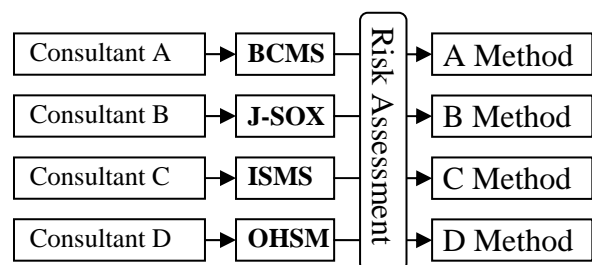 Consultant A BCMS A Method
Consultant B J-SOX B Method
Consultant C ISMS C Method
Consultant D OHSM D Method
Risk Assessment